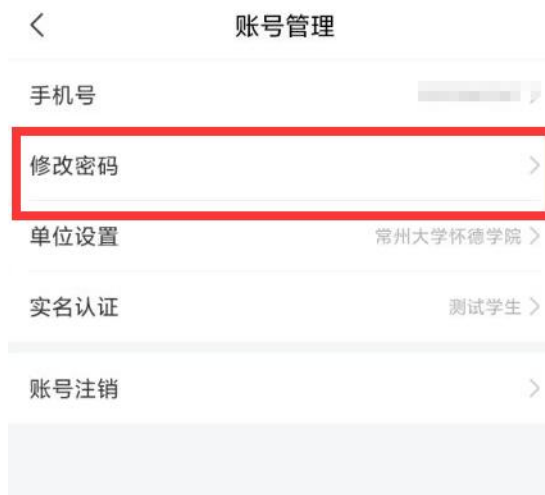 账号管理
手机号
修改密码
单位设置 常州大学怀德学院
实名认证 测试学生
账号注销